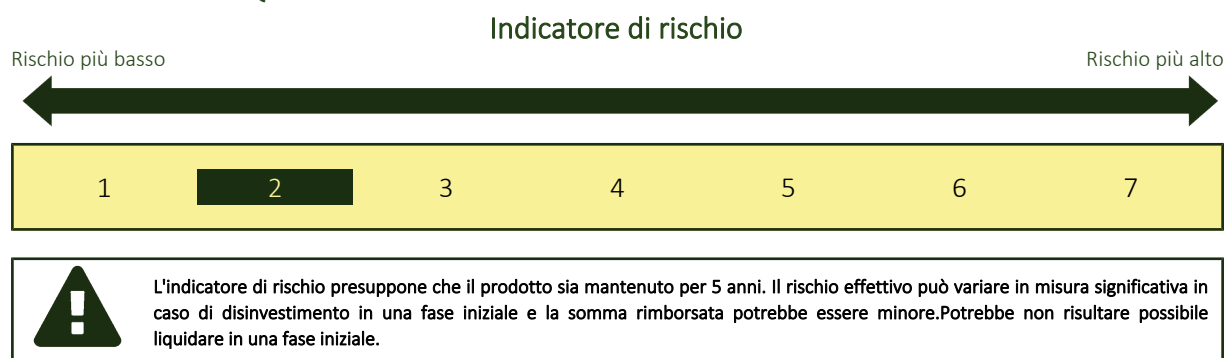 Indicatore di rischio
Rischio più basso
Rischio più alto
1 2 3 4 5 6 7
L'indicatore di rischio presuppone che il prodotto sia mantenuto per 5 anni. Il rischio effettivo può variare in misura significativa in
caso di disinvestimento in una fase iniziale e la somma rimborsata potrebbe essere minore.Potrebbe non risultare possibile
liquidare in una fase iniziale.